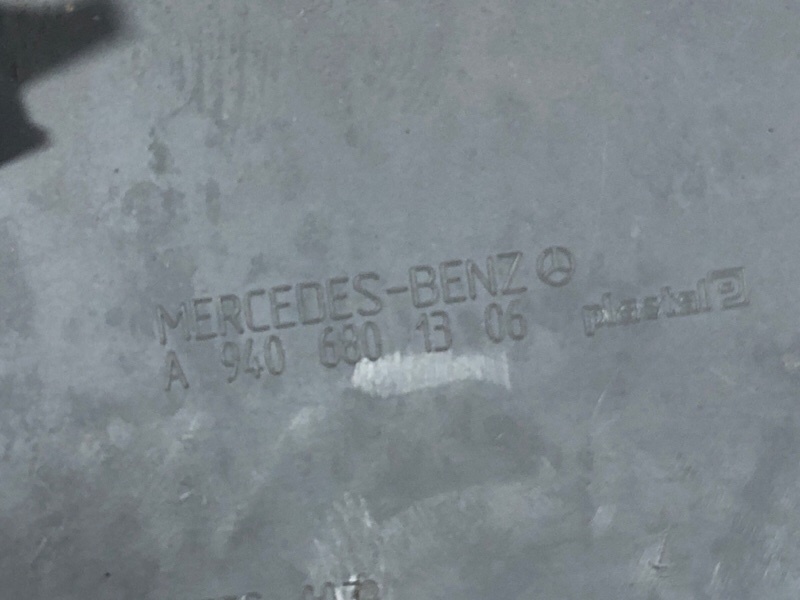 MERCEDES-BENZ
A 940 680 13 06
plastal